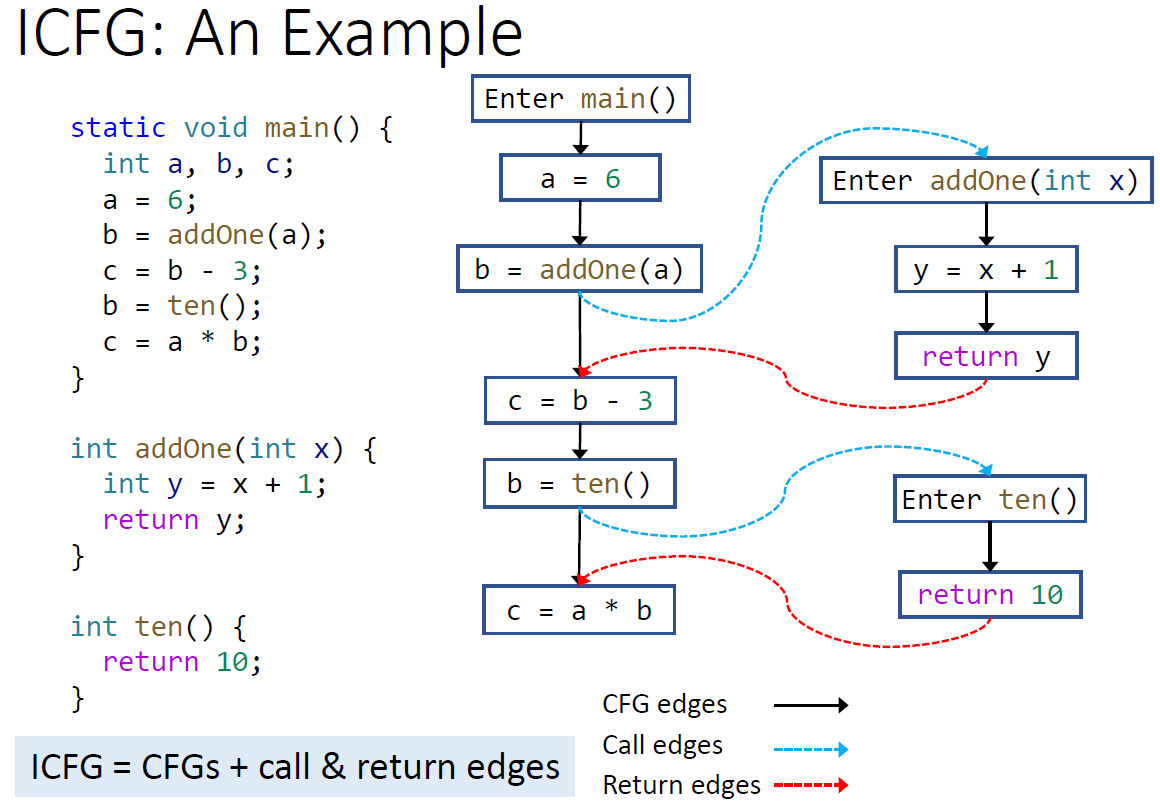 ICFG: An Example
static void main() {
int a, b, c;
a = 6;
b = addOne(a);
c = b - 3;
b = ten();
c = a * b;
}
int addOne(int x) {
int y = x + 1;
return y;
}
int ten() {
return 10;
}
ICFG = CFGs + call & return edges
Enter main()
a = 6
b = addOne(a)
c = b - 3
b = ten()
c = a * b
Enter addOne(int x)
y = x + 1
return y
Enter ten()
return 10
CFG edges
Call edges
Return edges